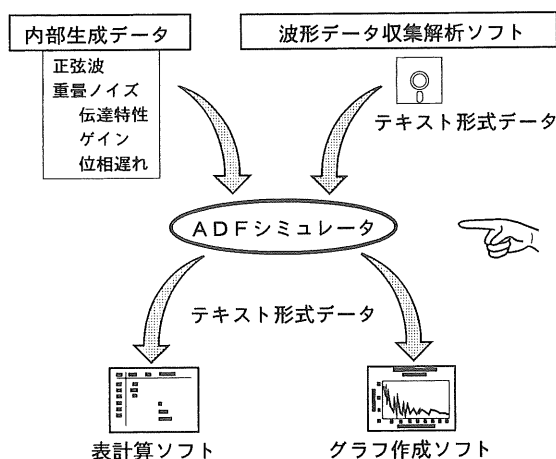 内部生成データ
正弦波
重畳ノイズ
伝達特性
ゲイン
位相遅れ
波形データ収集解析ソフト
テキスト形式データ
ADFシミュレータ
テキスト形式データ
表計算ソフト
グラフ作成ソフト